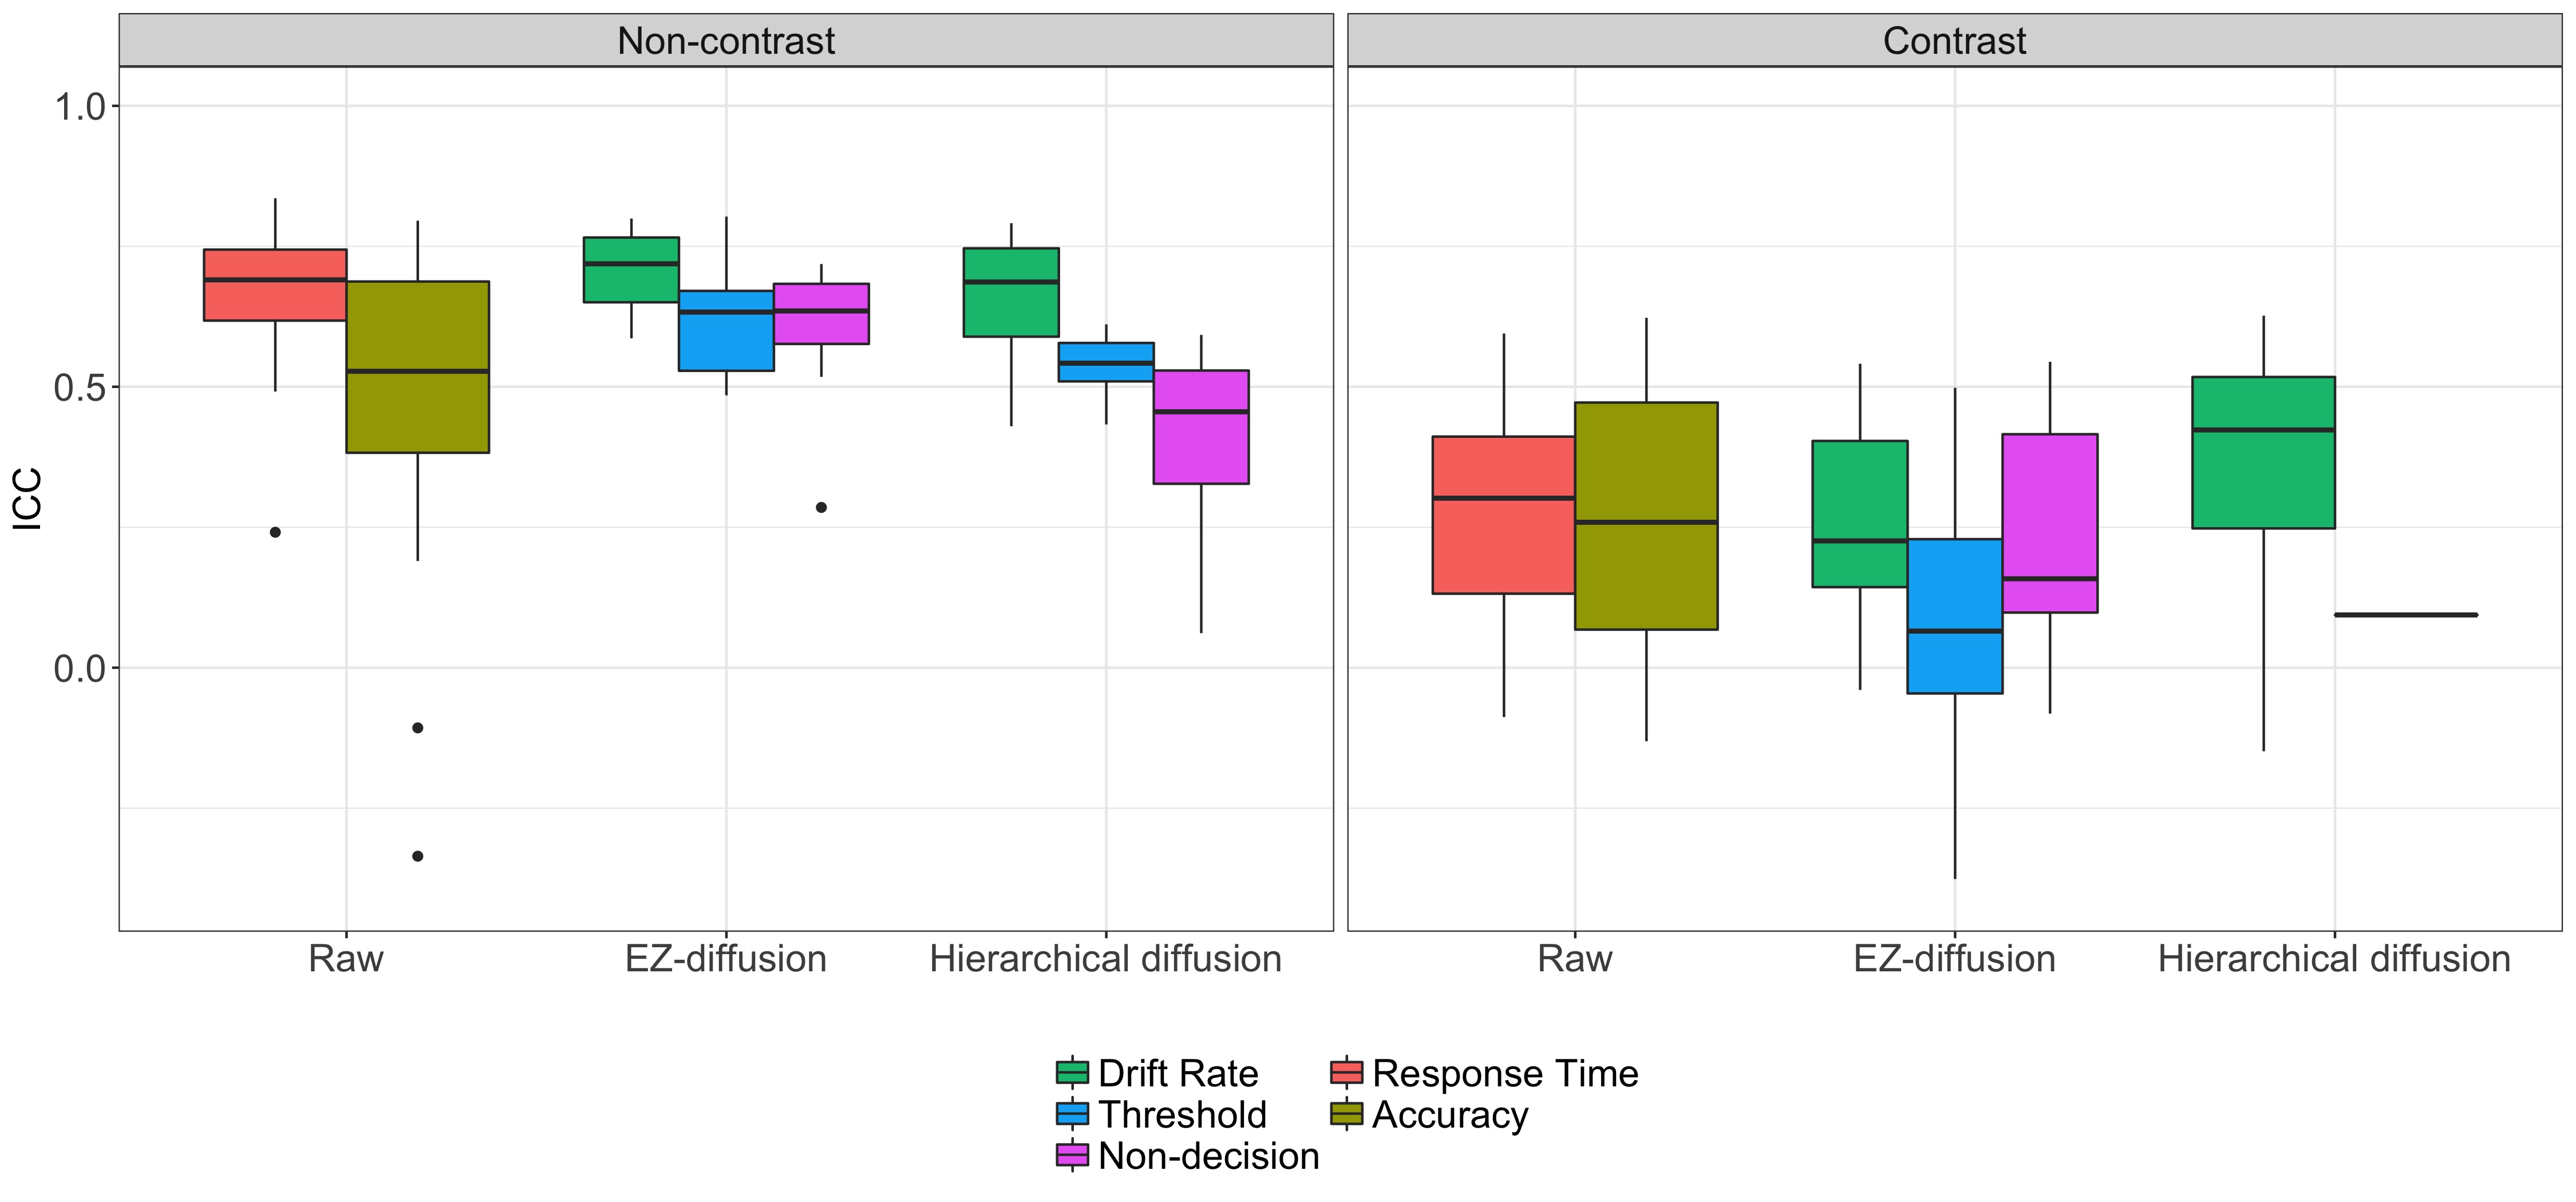 Non-contrast
Contrast
1.0
0.5
0.0
ICC
Raw
EZ-diffusion
Hierarchical diffusion
Raw
EZ-diffusion
Hierarchical diffusion
Drift Rate
Response Time
Threshold
Accuracy
Non-decision